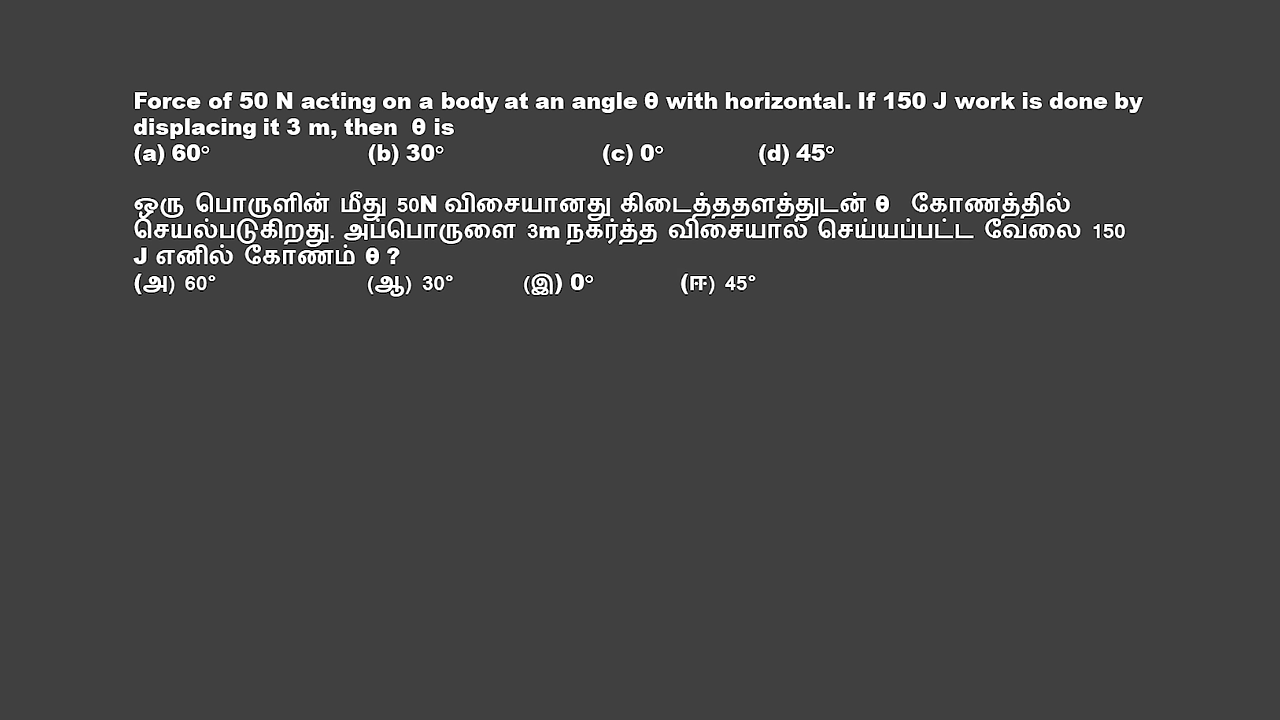 Force of 50 N acting on a body at an angle θ with horizontal. If 150 J work is done by
displacing it 3 m, then θ is
(a) 60° (b) 30° (c) 0° (d) 45°
ஒரு பொருளின் மீது 50N விசையானது கிடைத்ததளத்துடன் θ கோணத்தில்
செயல்படுகிறது. அப்பொருளை 3m நகர்த்த விசையால் செய்யப்பட்ட வேலை 150
J எனில் கோணம் θ ?
(அ) 60° (ஆ) 30° (இ) 0° (ஈ) 45°